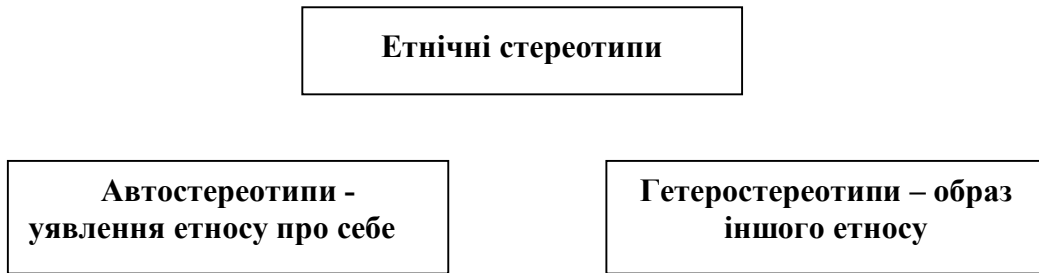 Етнічні стереотипи
Автостереотипи -
уявлення етносу про себе
Гетеростереотипи – образ
іншого етносу